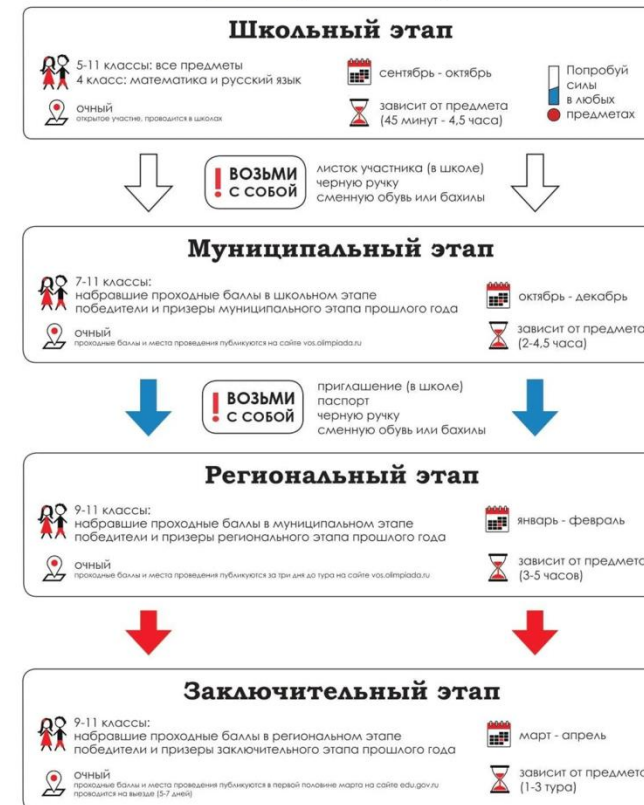 Школьный этап
5-11 классы: все предметы
4 класс: математика и русский язык
сентябрь - октябрь
Попробуй
силы
в любых
предметах
очный
открытое участие, проводится в школах
зависит от предмета
(45 минут - 4,5 часа)
! ВОЗЬМИ
С СОБОЙ
листок участника (в школе)
черную ручку
сменную обувь или бахилы
Муниципальный этап
7-11 классы:
набравшие проходные баллы в школьном этапе
победители и призеры муниципального этапа прошлого года
октябрь - декабрь
очный
проходные баллы и места проведения публикуются на сайте vos.olimpiada.ru
зависит от предмета
(2-4,5 часа)
! ВОЗЬМИ
С СОБОЙ
приглашение (в школе)
паспорт
черную ручку
сменную обувь или бахилы
Региональный этап
9-11 классы:
набравшие проходные баллы в муниципальном этапе
победители и призеры регионального этапа прошлого года
январь - февраль
очный
проходные баллы и места проведения публикуются за три дня до тура на сайте vos.olimpiada.ru
зависит от предмета
(3-5 часов)
Заключительный этап
9-11 классы:
набравшие проходные баллы в региональном этапе
победители и призеры заключительного этапа прошлого года
март - апрель
очный
проходные баллы и места проведения публикуются в первой половине марта на сайте edu.gov.ru
проводится на выезде (5-7 дней)
зависит от предмета
(1-3 тура)